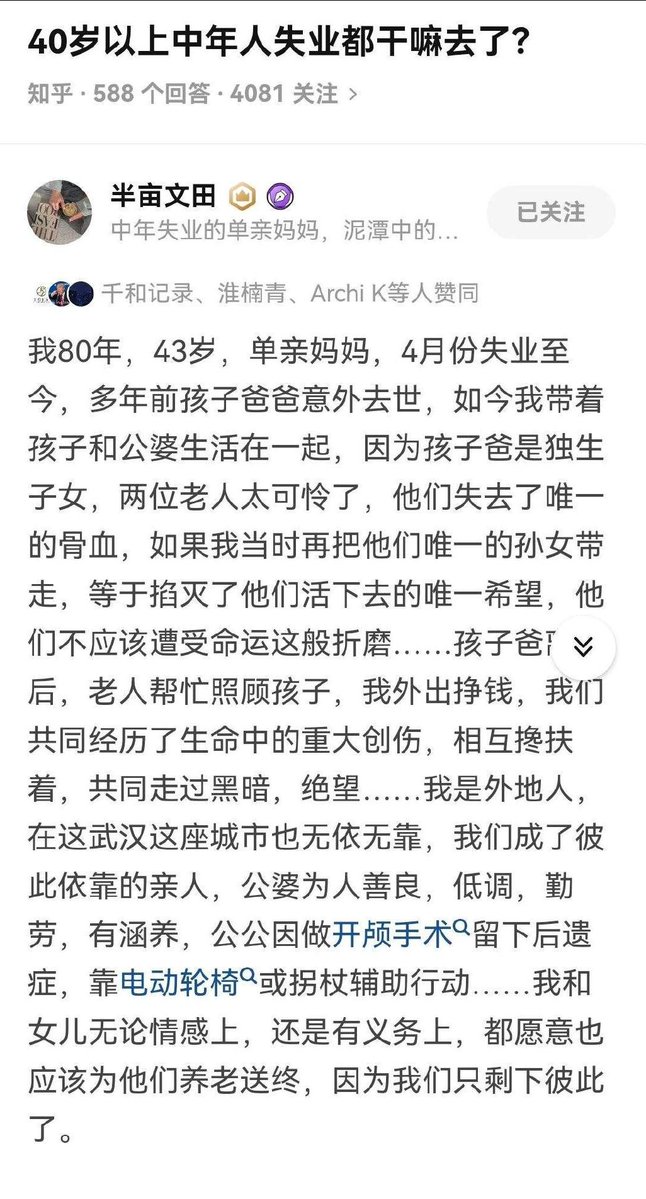 40岁以上中年人失业都干嘛去了？
知乎 · 588 个回答 · 4081 关注 >
半亩文田
已关注
中年失业的单亲妈妈，泥潭中的…
千和记录、淮楠青、Archi K等人赞同
我80年，43岁，单亲妈妈，4月份失业至
今，多年前孩子爸爸意外去世，如今我带着
孩子和公婆生活在一起，因为孩子爸是独生
子女，两位老人太可怜了，他们失去了唯一
的骨血，如果我当时再把他们唯一的孙女带
走，等于掐灭了他们活下去的唯一希望，他
们不应该遭受命运这般折磨……孩子爸
后，老人帮忙照顾孩子，我外出挣钱，我们
共同经历了生命中的重大创伤，相互搀扶
着，共同走过黑暗，绝望……我是外地人，
在这武汉这座城市也无依无靠，我们成了彼
此依靠的亲人，公婆为人善良，低调，勤
劳，有涵养，公公因做开颅手术留下后遗
症，靠电动轮椅或拐杖辅助行动……我和
女儿无论情感上，还是有义务上，都愿意也
应该为他们养老送终，因为我们只剩下彼此
了。